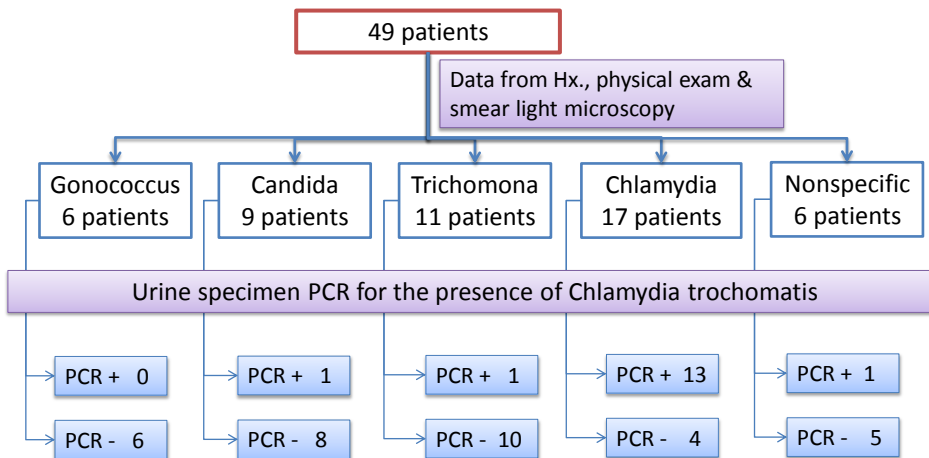 49 patients
Data from Hx., physical exam &
smear light microscopy
Gonococcus
6 patients
Candida
9 patients
Trichomona
11 patients
Chlamydia
17 patients
Nonspecific
6 patients
Urine specimen PCR for the presence of Chlamydia trochomatis
PCR + 0
PCR + 1
PCR + 1
PCR + 13
PCR + 1
PCR - 6
PCR - 8
PCR - 10
PCR - 4
PCR - 5